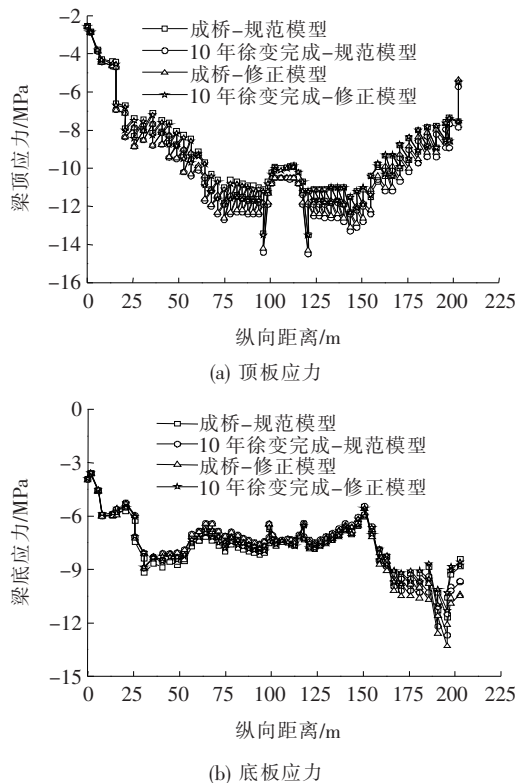 −2
−4
−6
−8
−10
−12
−14
−16
梁顶应力/MPa
成桥−规范模型
10 年徐变完成−规范模型
成桥−修正模型
10 年徐变完成−修正模型
0 25 50 75 100 125 150 175 200 225
纵向距离/m
(a) 顶板应力
0
−3
−6
−9
−12
−15
梁底应力/MPa
成桥−规范模型
10 年徐变完成−规范模型
成桥−修正模型
10 年徐变完成−修正模型
0 25 50 75 100 125 150 175 200 225
纵向距离/m
(b) 底板应力